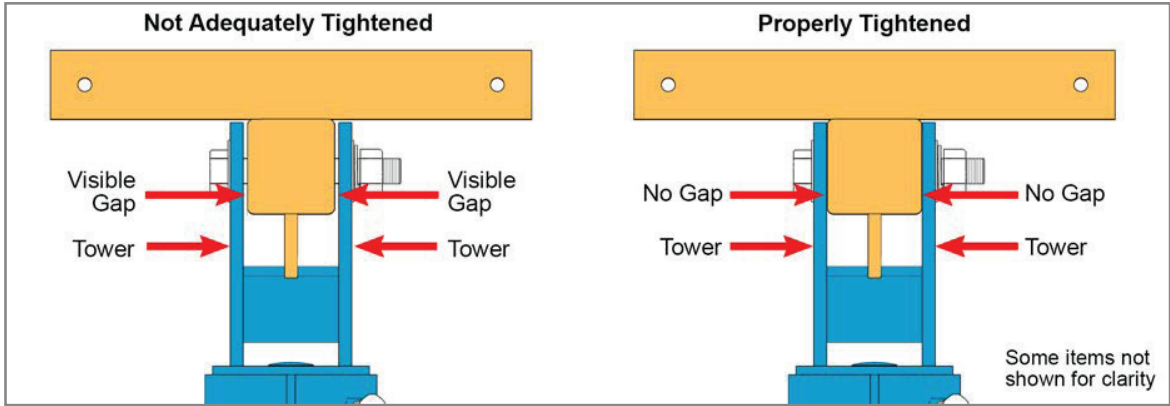 Not Adequately Tightened
Visible
Gap
Visible
Gap
Tower
Tower
Properly Tightened
No Gap
No Gap
Tower
Tower
Some items not
shown for clarity